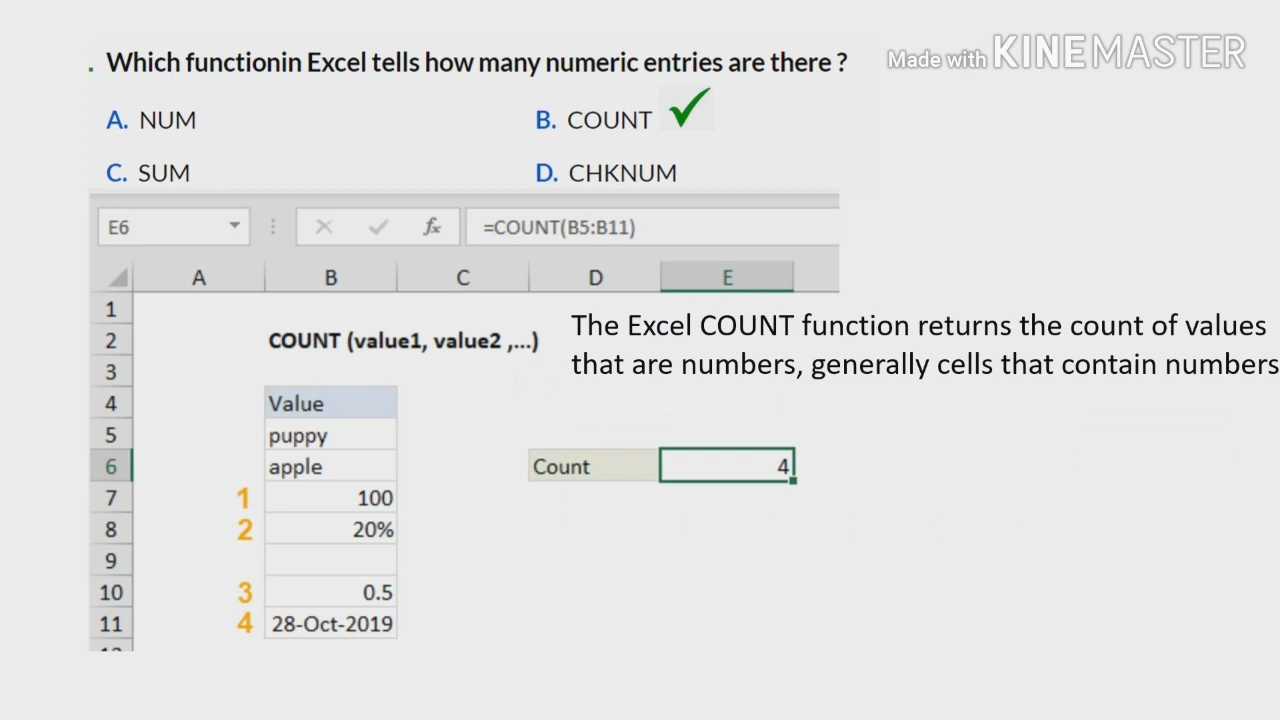 . Which functionin Excel tells how many numeric entries are there ?
Made with KINEMASTER
A. NUM
B. COUNT
C. SUM
D. CHKNUM
E6 fx =COUNT(B5:B11)
A B C D E
1
2 COUNT (value1, value2 ,...)
The Excel COUNT function returns the count of values
that are numbers, generally cells that contain numbers
3
4 Value
5 puppy
6 apple Count 4
7 1 100
8 2 20%
9
10 3 0.5
11 4 28-Oct-2019